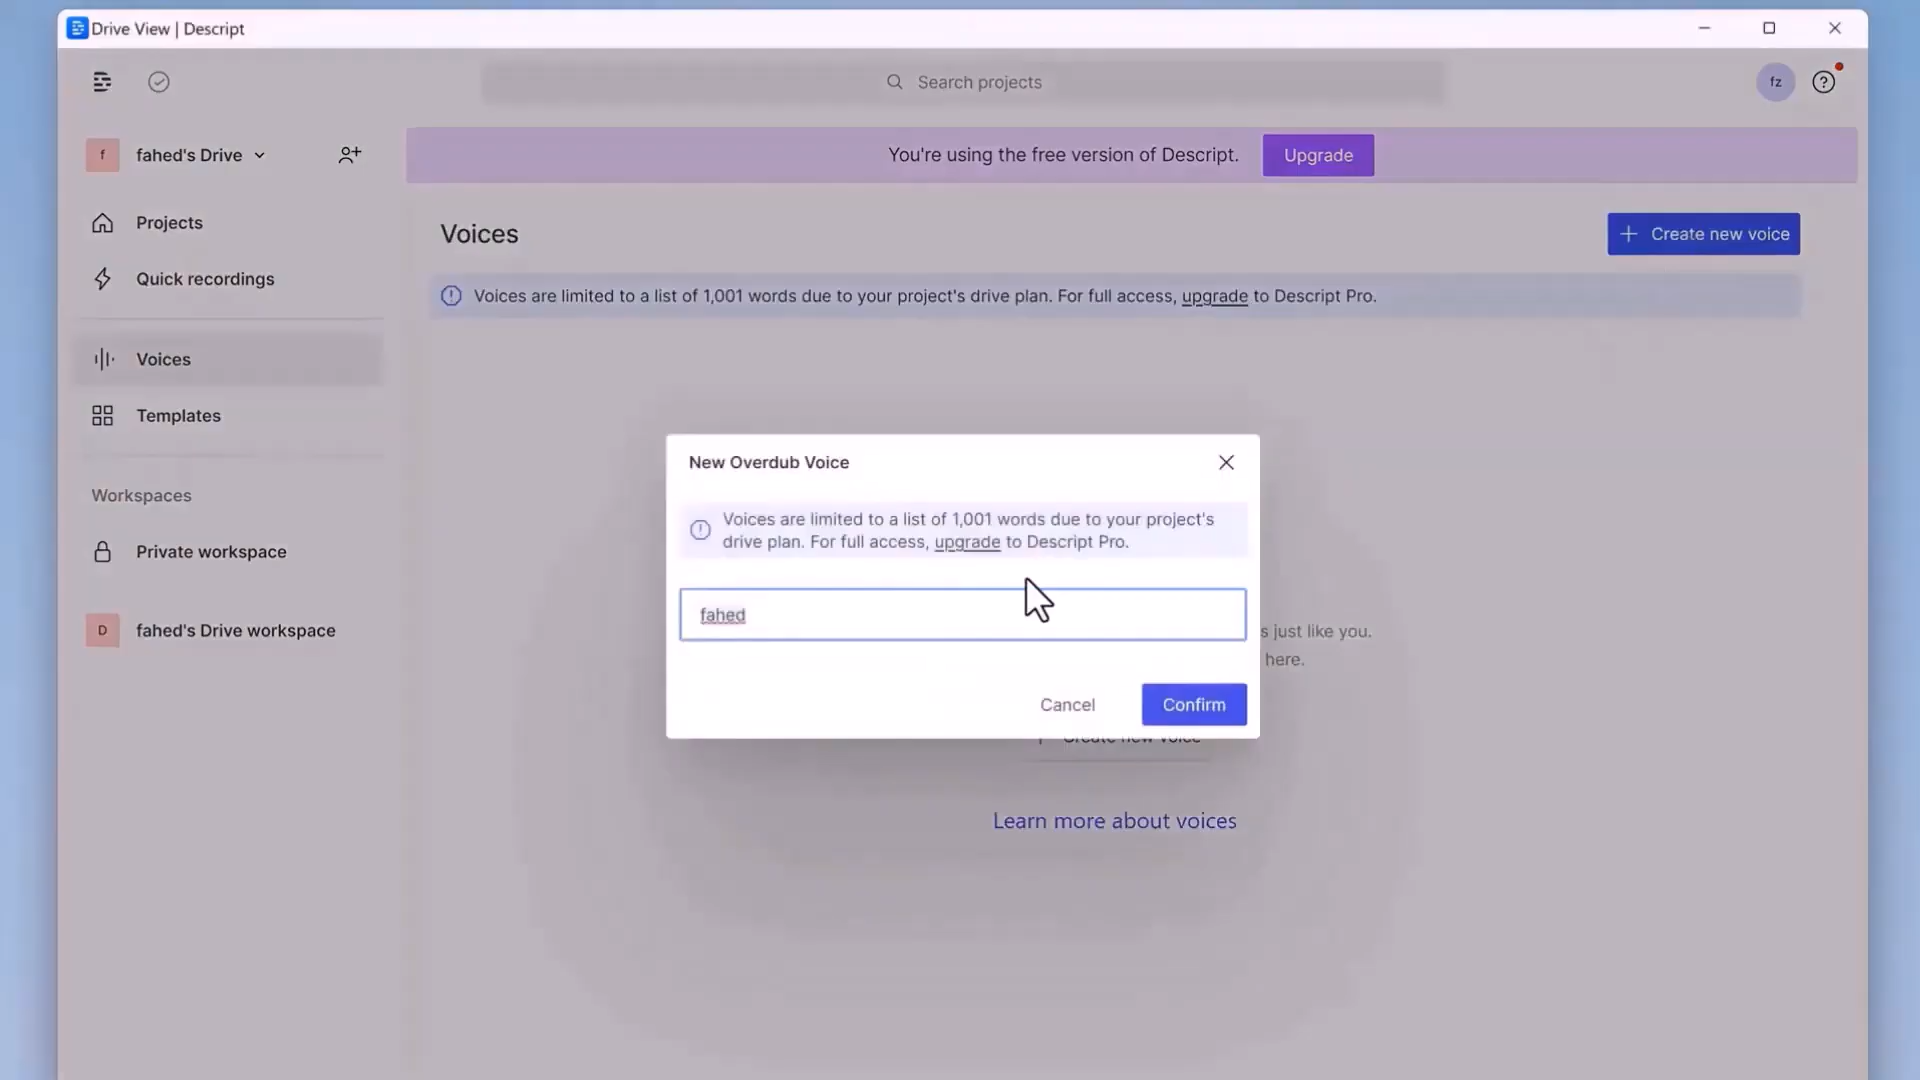 Drive View | Descript
Search projects
fz
f
fahed's Drive
You're using the free version of Descript.
Upgrade
Projects
Voices
Create new voice
Quick recordings
Voices are limited to a list of 1,001 words due to your project's drive plan. For full access, upgrade to Descript Pro.
Voices
Templates
New Overdub Voice
Workspaces
Voices are limited to a list of 1,001 words due to your project's
drive plan. For full access, upgrade to Descript Pro.
Private workspace
fahed
D
fahed's Drive workspace
s just like you.
here.
Cancel
Confirm
Create new voice
Learn more about voices